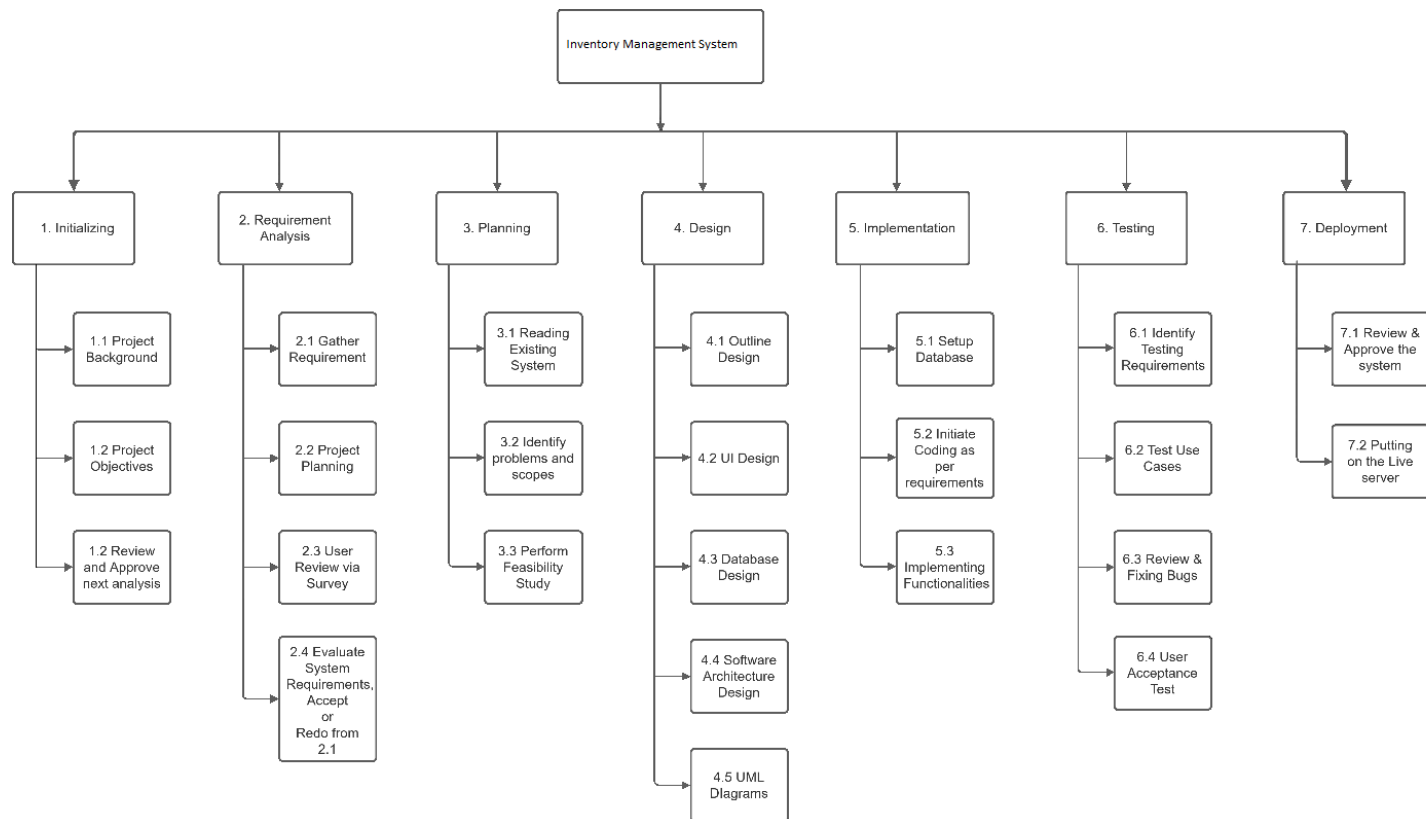 Inventory Management System
1. Initializing
2. Requirement
Analysis
3. Planning
4. Design
5. Implementation
6. Testing
7. Deployment
1.1 Project
Background
1.2 Project
Objectives
1.2 Review
and Approve
next analysis
2.1 Gather
Requirement
2.2 Project
Planning
2.3 User
Review via
Survey
2.4 Evaluate
System
Requirements,
Accept
or
Redo from
2.1
3.1 Reading
Existing
System
3.2 Identify
problems and
scopes
3.3 Perform
Feasibility
Study
4.1 Outline
Design
4.2 UI Design
4.3 Database
Design
4.4 Software
Architecture
Design
4.5 UML
DIagrams
5.1 Setup
Database
5.2 Initiate
Coding as
per
requirements
5.3
Implementing
Functionalities
6.1 Identify
Testing
Requirements
6.2 Test Use
Cases
6.3 Review &
Fixing Bugs
6.4 User
Acceptance
Test
7.1 Review &
Approve the
system
7.2 Putting
on the Live
server